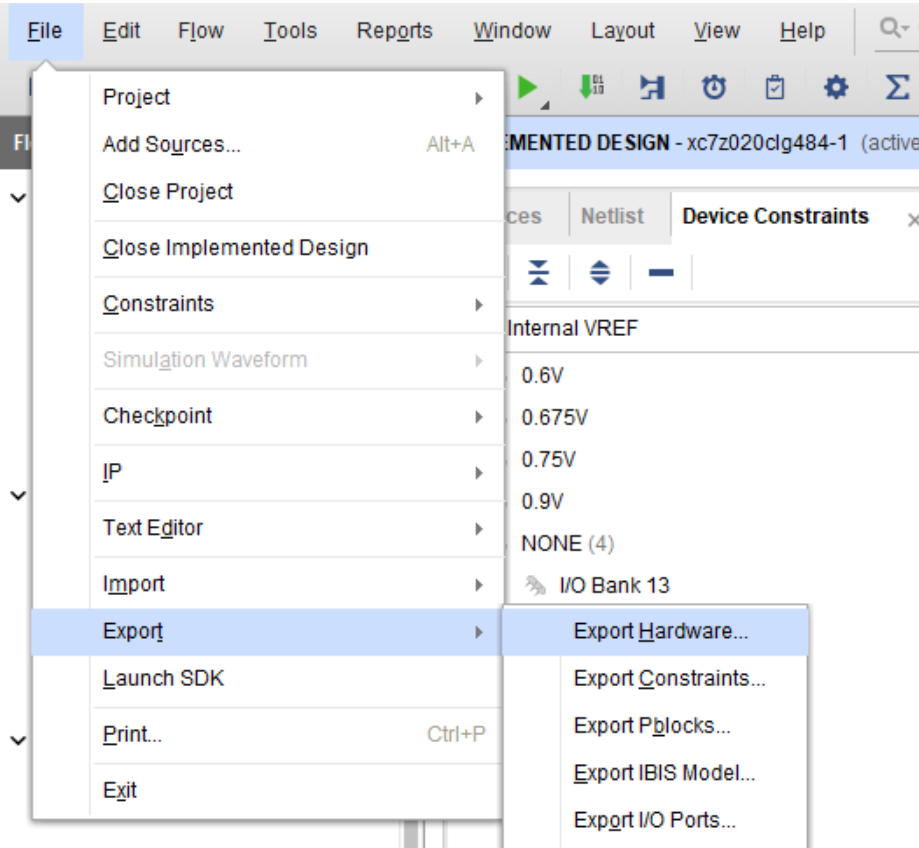 File Edit Flow Tools Reports Window Layout View Help
Project
Add Sources... Alt+A
Close Project
Close Implemented Design
Constraints
Simulation Waveform
Checkpoint
IP
Text Editor
Import
Export
Launch SDK
Print... Ctrl+P
Exit
EMENTED DESIGN - xc7z020clg484-1 (active
Netlist Device Constraints
Internal VREF
0.6V
0.675V
0.75V
0.9V
NONE (4)
I/O Bank 13
Export Hardware...
Export Constraints...
Export Pblocks...
Export IBIS Model...
Export I/O Ports...